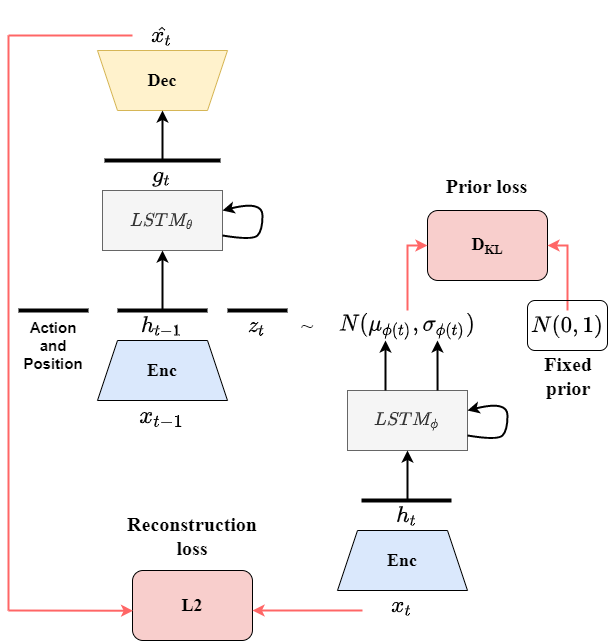 x̂_t
Dec
g_t
LSTM_θ
Prior loss
D_KL
Action
and
Position
h_{t−1}
z_t
~
N(μ_{ϕ(t)}, σ_{ϕ(t)})
N(0, 1)
Fixed
prior
Enc
x_{t−1}
LSTM_ϕ
h_t
Reconstruction
loss
Enc
L2
x_t